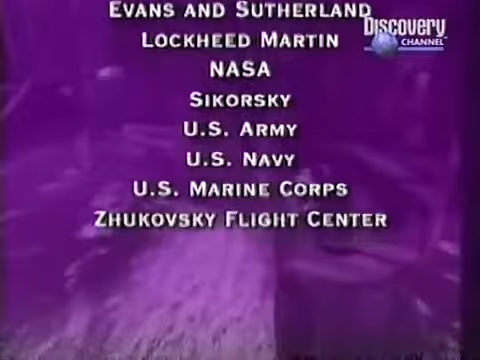 Evans and Sutherland
Discovery
CHANNEL
Lockheed Martin
NASA
Sikorsky
U.S. Army
U.S. Navy
U.S. Marine Corps
Zhukovsky Flight Center